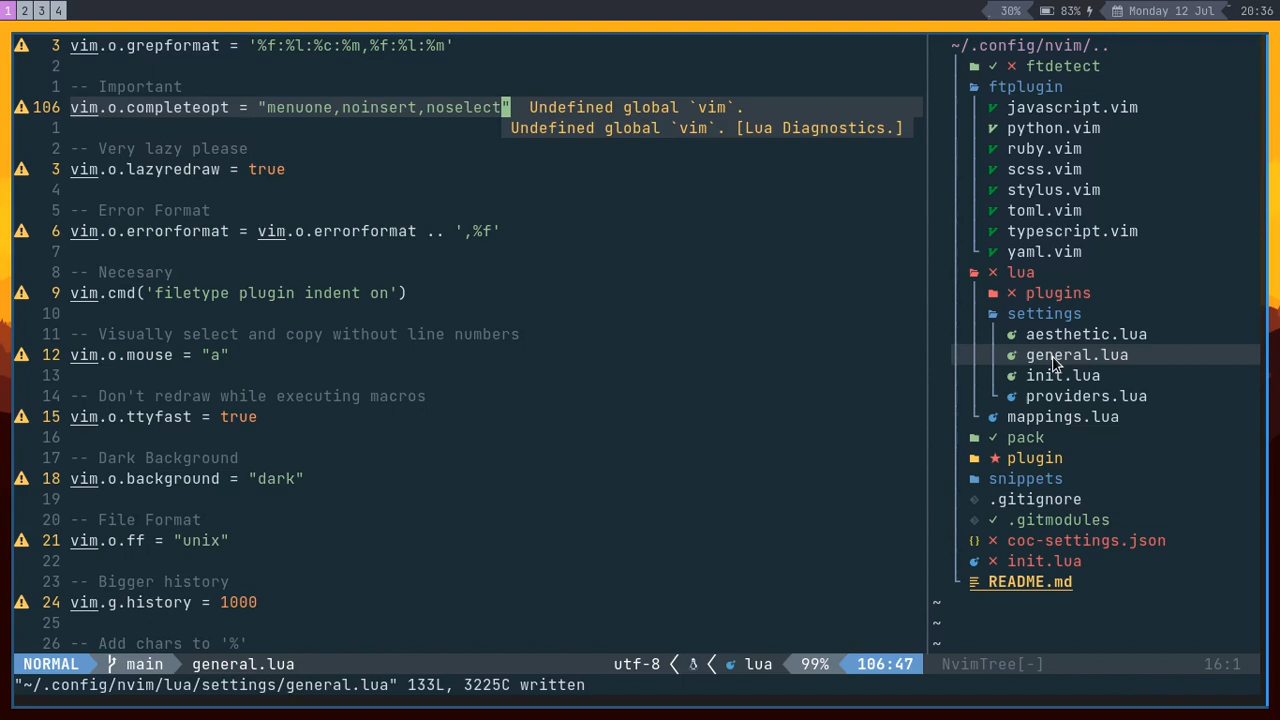 1 2 3 4 30% 83% Monday 12 Jul 20:36
3 vim.o.grepformat = '%f:%l:%c:%m,%f:%l:%m'
2
1 -- Important
106 vim.o.completeopt = "menuone,noinsert,noselect" Undefined global `vim`.
1 Undefined global `vim`. [Lua Diagnostics.]
2 -- Very lazy please
3 vim.o.lazyredraw = true
4
5 -- Error Format
6 vim.o.errorformat = vim.o.errorformat .. ',%f'
7
8 -- Necesary
9 vim.cmd('filetype plugin indent on')
10
11 -- Visually select and copy without line numbers
12 vim.o.mouse = "a"
13
14 -- Don't redraw while executing macros
15 vim.o.ttyfast = true
16
17 -- Dark Background
18 vim.o.background = "dark"
19
20 -- File Format
21 vim.o.ff = "unix"
22
23 -- Bigger history
24 vim.g.history = 1000
25
26 -- Add chars to '%'
~/.config/nvim/..
✓ ✕ ftdetect
ftplugin
javascript.vim
python.vim
ruby.vim
scss.vim
stylus.vim
toml.vim
typescript.vim
yaml.vim
✕ lua
✕ plugins
settings
aesthetic.lua
general.lua
init.lua
providers.lua
mappings.lua
✓ pack
★ plugin
snippets
.gitignore
✓ .gitmodules
{} ✕ coc-settings.json
✕ init.lua
README.md
~
~
~
NORMAL main general.lua utf-8 lua 99% 106:47 NvimTree[-] 16:1
"~/.config/nvim/lua/settings/general.lua" 133L, 3225C written